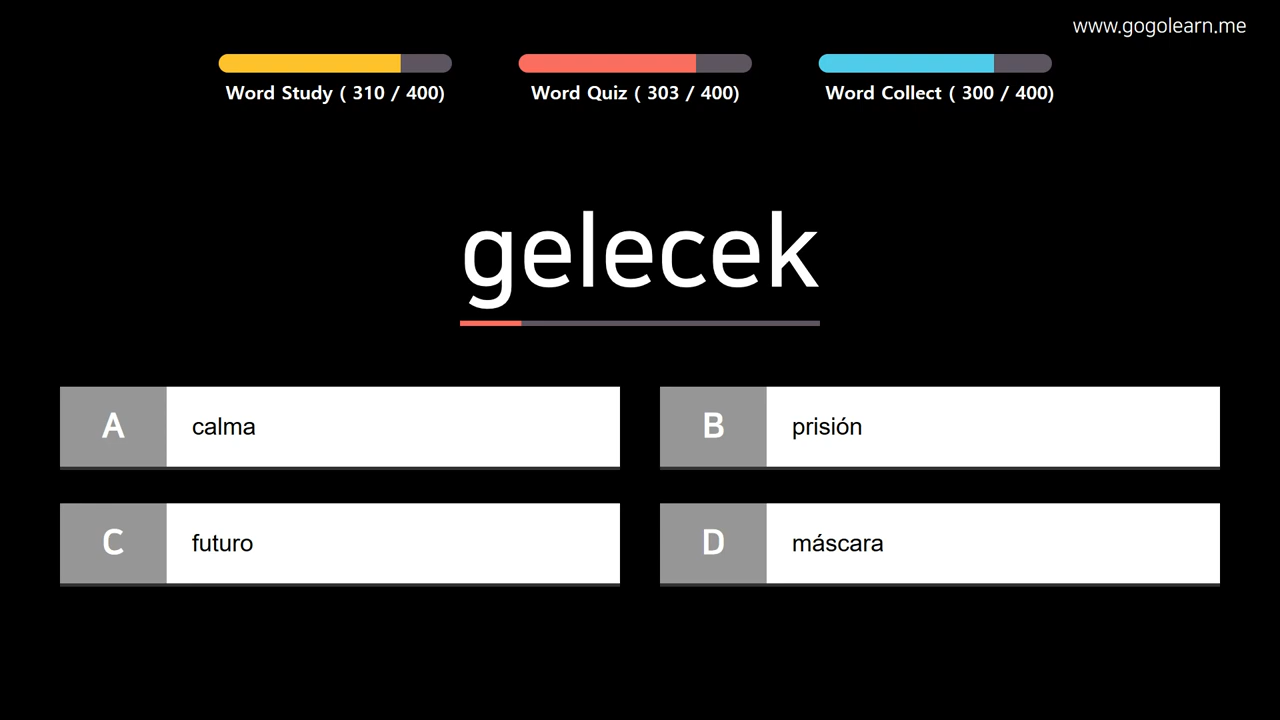 www.gogolearn.me
Word Study ( 310 / 400)
Word Quiz ( 303 / 400)
Word Collect ( 300 / 400)
gelecek
A calma
B prisión
C futuro
D máscara